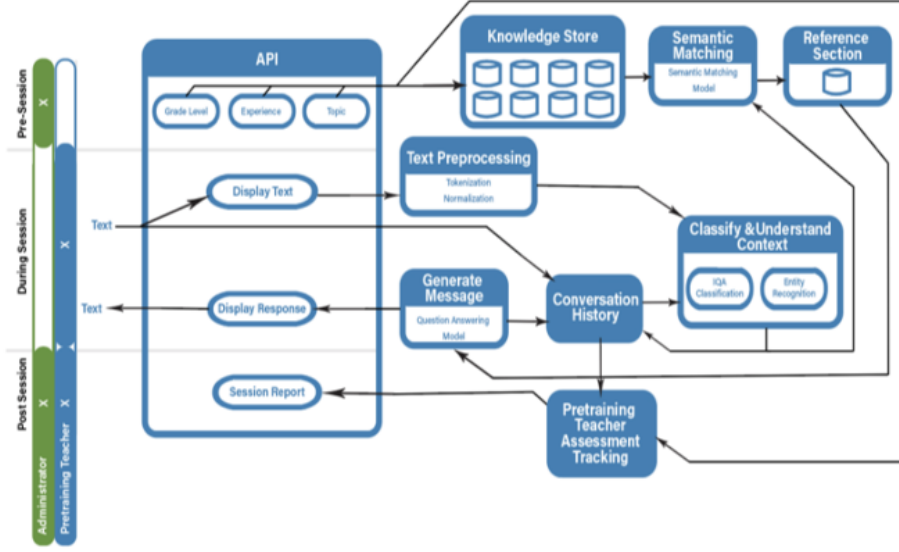 Pre-Session
X
During Session
X
Post Session
X
X
Administrator
Pretraining Teacher
API
Grade Level
Experience
Topic
Text
Display Text
Text
Display Response
Session Report
Knowledge Store
Semantic
Matching
Semantic Matching
Model
Reference
Section
Text Preprocessing
Tokenization
Normalization
Classify & Understand
Context
IQA
Classification
Entity
Recognition
Generate
Message
Question Answering
Model
Conversation
History
Pretraining
Teacher
Assessment
Tracking